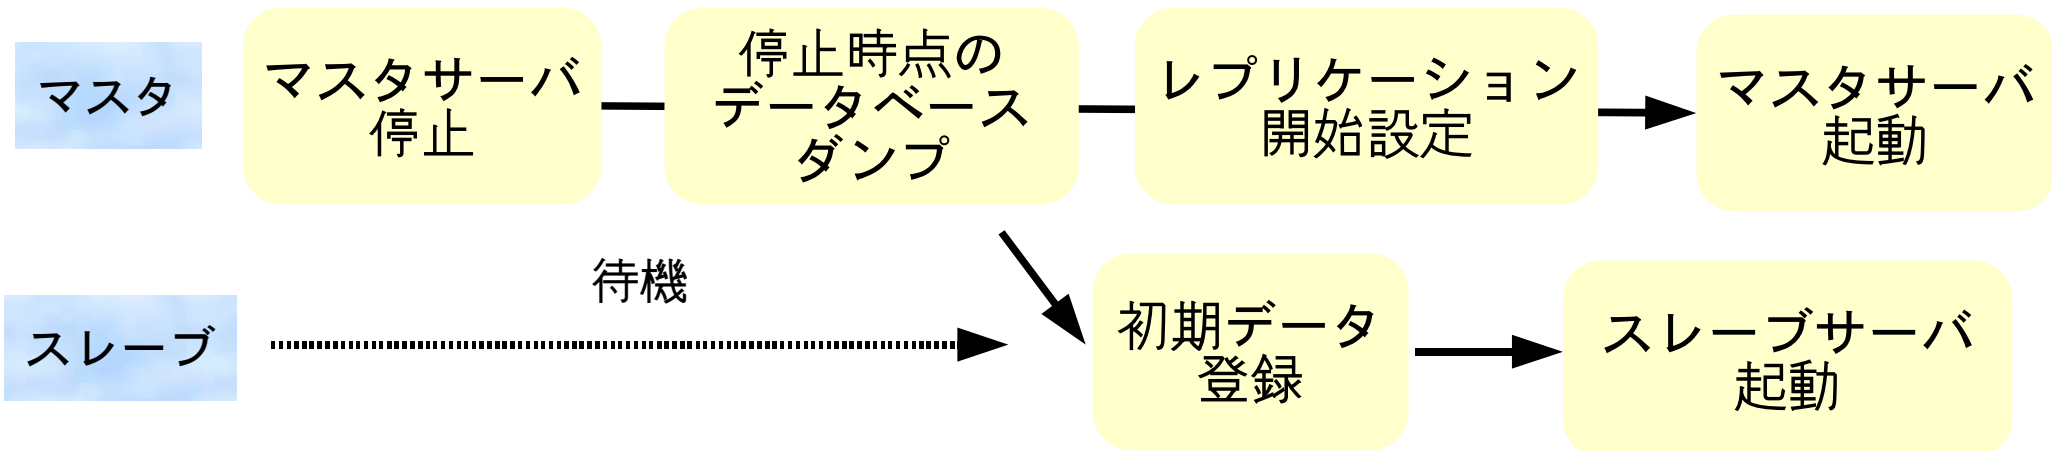 マスタ
マスタサーバ
停止
停止時点の
データベース
ダンプ
レプリケーション
開始設定
マスタサーバ
起動
待機
スレーブ
初期データ
登録
スレーブサーバ
起動